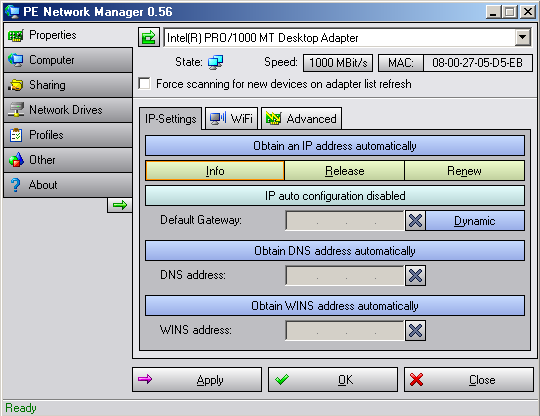 PE Network Manager 0.56
Properties
Computer
Sharing
Network Drives
Profiles
Other
About
Intel(R) PRO/1000 MT Desktop Adapter
State: Speed: 1000 MBit/s MAC: 08-00-27-05-D5-EB
Force scanning for new devices on adapter list refresh
IP-Settings WiFi Advanced
Obtain an IP address automatically
Info Release Renew
IP auto configuration disabled
Default Gateway: . . . Dynamic
Obtain DNS address automatically
DNS address: . . .
Obtain WINS address automatically
WINS address: . . .
Apply OK Close
Ready